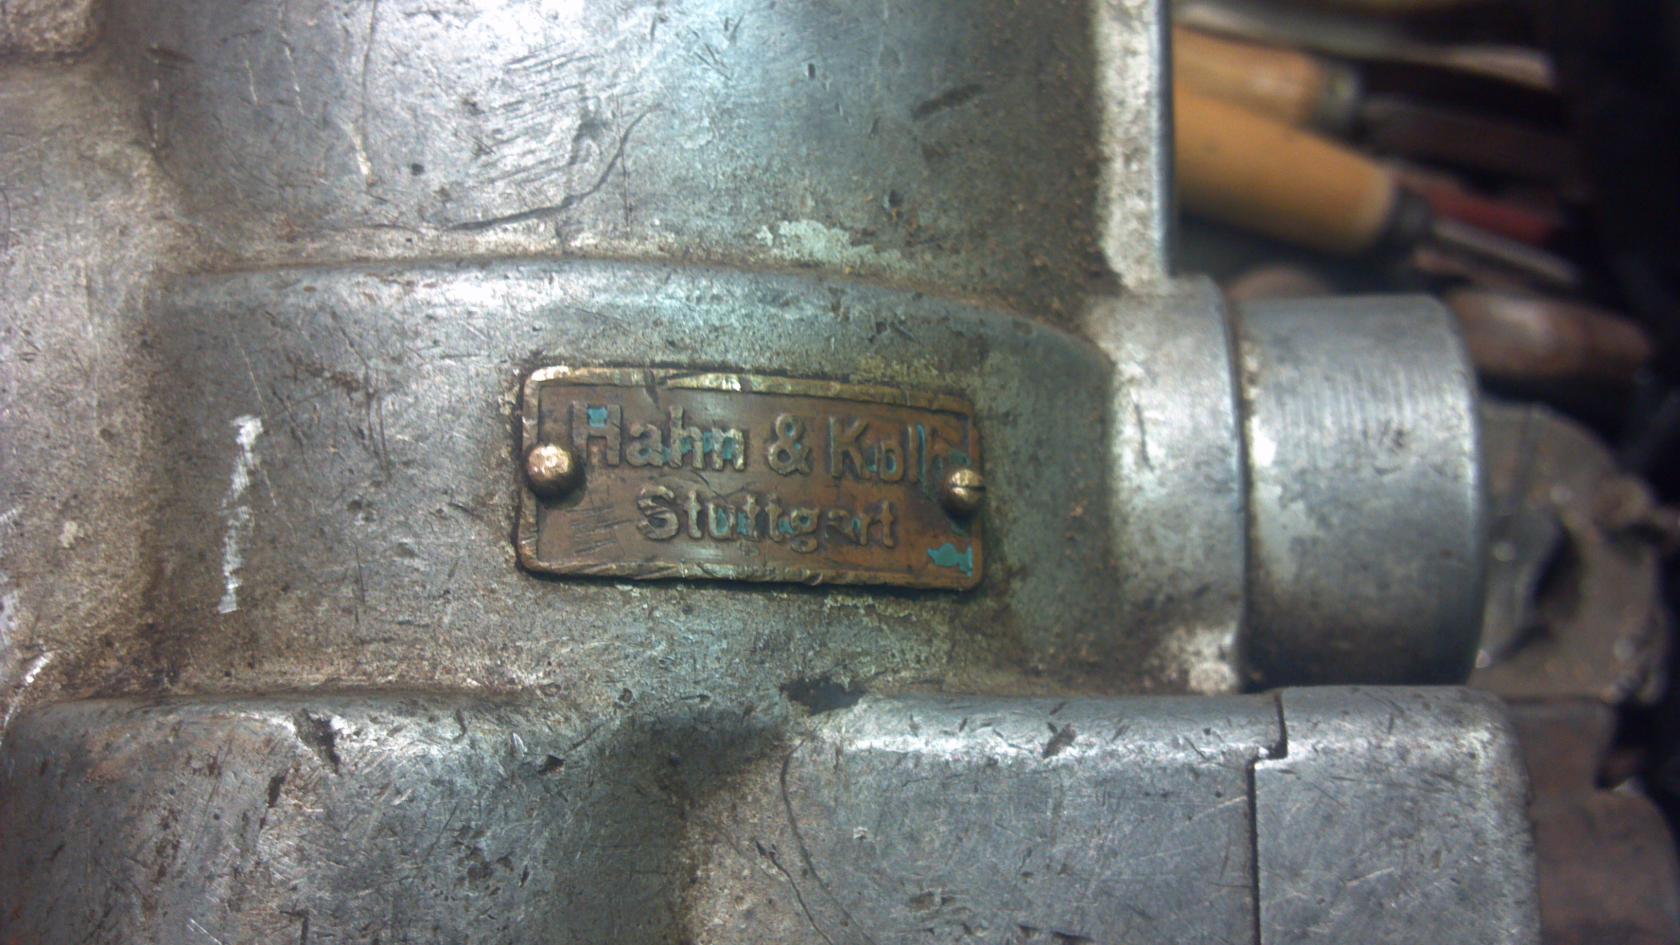 Hahn & Kolb
Stuttgart